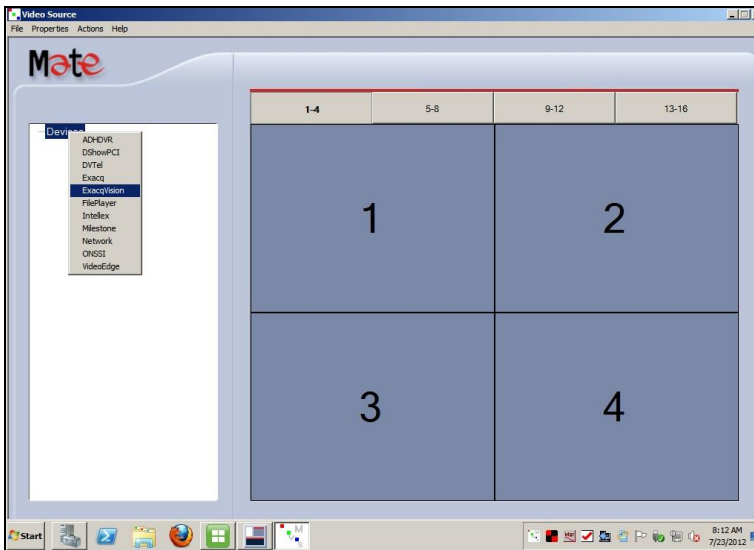 Video Source
File Properties Actions Help
Mate
1-4 5-8 9-12 13-16
Devices
ADHDVR
DShowPCI
DVTel
Exacq
ExacqVision
FilePlayer
Intellex
Milestone
Network
ONSSI
VideoEdge
1 2
3 4
Start
8:12 AM
7/23/2012